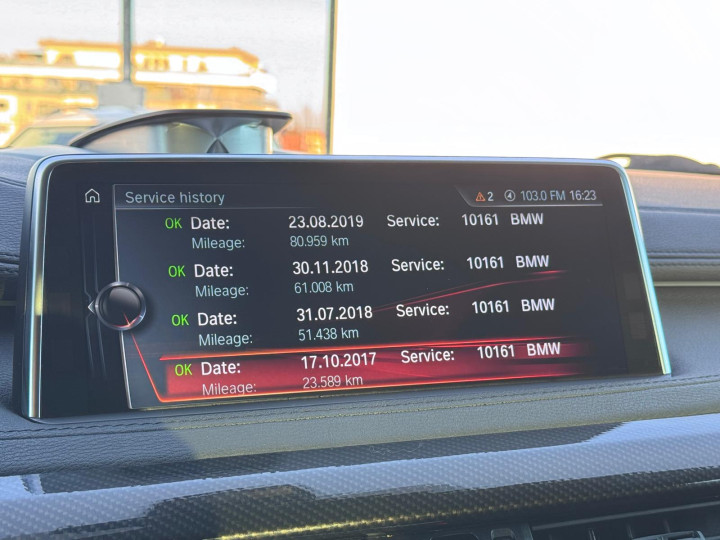 Service history
2 103.0 FM 16:23
OK Date: 23.08.2019 Service: 10161 BMW
Mileage: 80.959 km
OK Date: 30.11.2018 Service: 10161 BMW
Mileage: 61.008 km
OK Date: 31.07.2018 Service: 10161 BMW
Mileage: 51.438 km
OK Date: 17.10.2017 Service: 10161 BMW
Mileage: 23.589 km